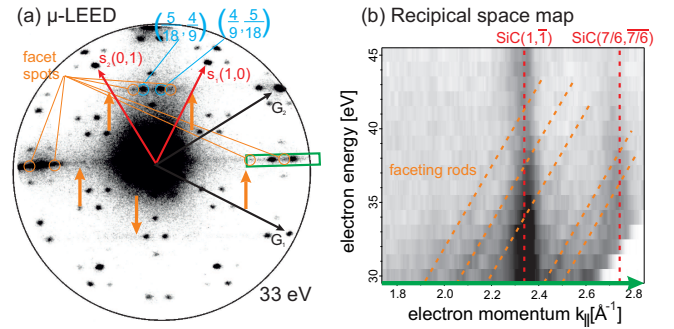 (a) μ-LEED
(5/18, 4/9) (4/9, 5/18)
facet
spots
s₂(0,1)
s₁(1,0)
G₂
G₁
33 eV
(b) Recipical space map
SiC(1,1̅) SiC(7/6,7̅/6̅)
electron energy [eV]
45
40
35
30
faceting rods
1.8 2.0 2.2 2.4 2.6 2.8
electron momentum k||[Å⁻¹]